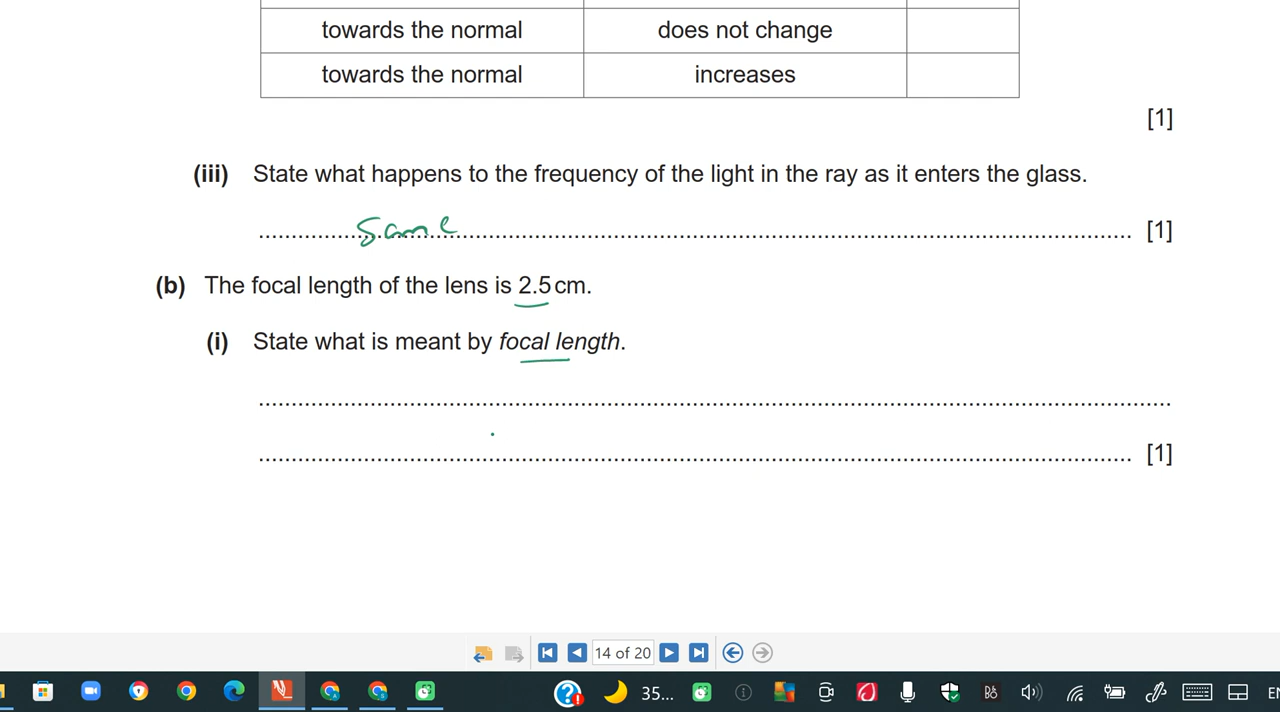 towards the normal does not change
towards the normal increases
[1]
(iii) State what happens to the frequency of the light in the ray as it enters the glass.
same
[1]
(b) The focal length of the lens is 2.5 cm.
(i) State what is meant by focal length.
[1]
14 of 20
35...
EN